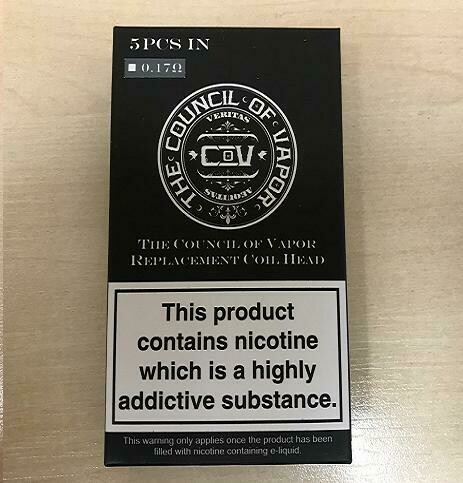 5PCS IN
0.17Ω
THE COUNCIL OF VAPOR
VERITAS
COV
AEQUITAS
THE COUNCIL OF VAPOR
REPLACEMENT COIL HEAD
This product
contains nicotine
which is a highly
addictive substance.
This warning only applies once the product has been
filled with nicotine containing e-liquid.